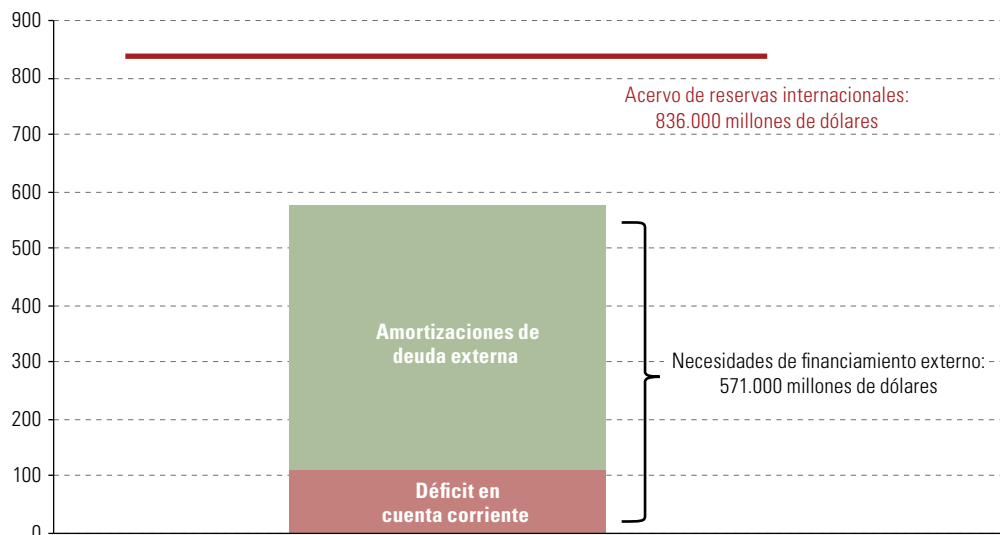 900
800
Acervo de reservas internacionales:
836.000 millones de dólares
700
600
500
400
Amortizaciones de
deuda externa
300
Necesidades de financiamiento externo:
571.000 millones de dólares
200
100
Déficit en
cuenta corriente
0